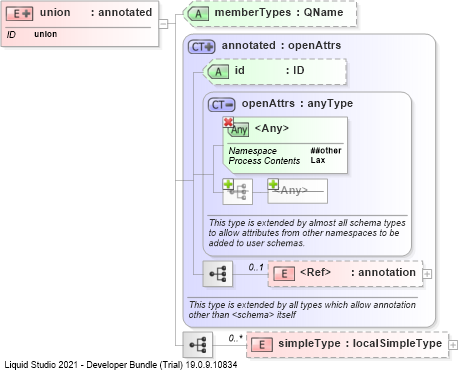 E union : annotated
ID union
A memberTypes : QName
CT annotated : openAttrs
A id : ID
CT openAttrs : anyType
Any <Any>
Namespace ##other
Process Contents Lax
<Any>
This type is extended by almost all schema types
to allow attributes from other namespaces to be
added to user schemas.
0..1 E <Ref> : annotation
This type is extended by all types which allow annotation
other than <schema> itself
0..* E simpleType : localSimpleType
Liquid Studio 2021 - Developer Bundle (Trial) 19.0.9.10834